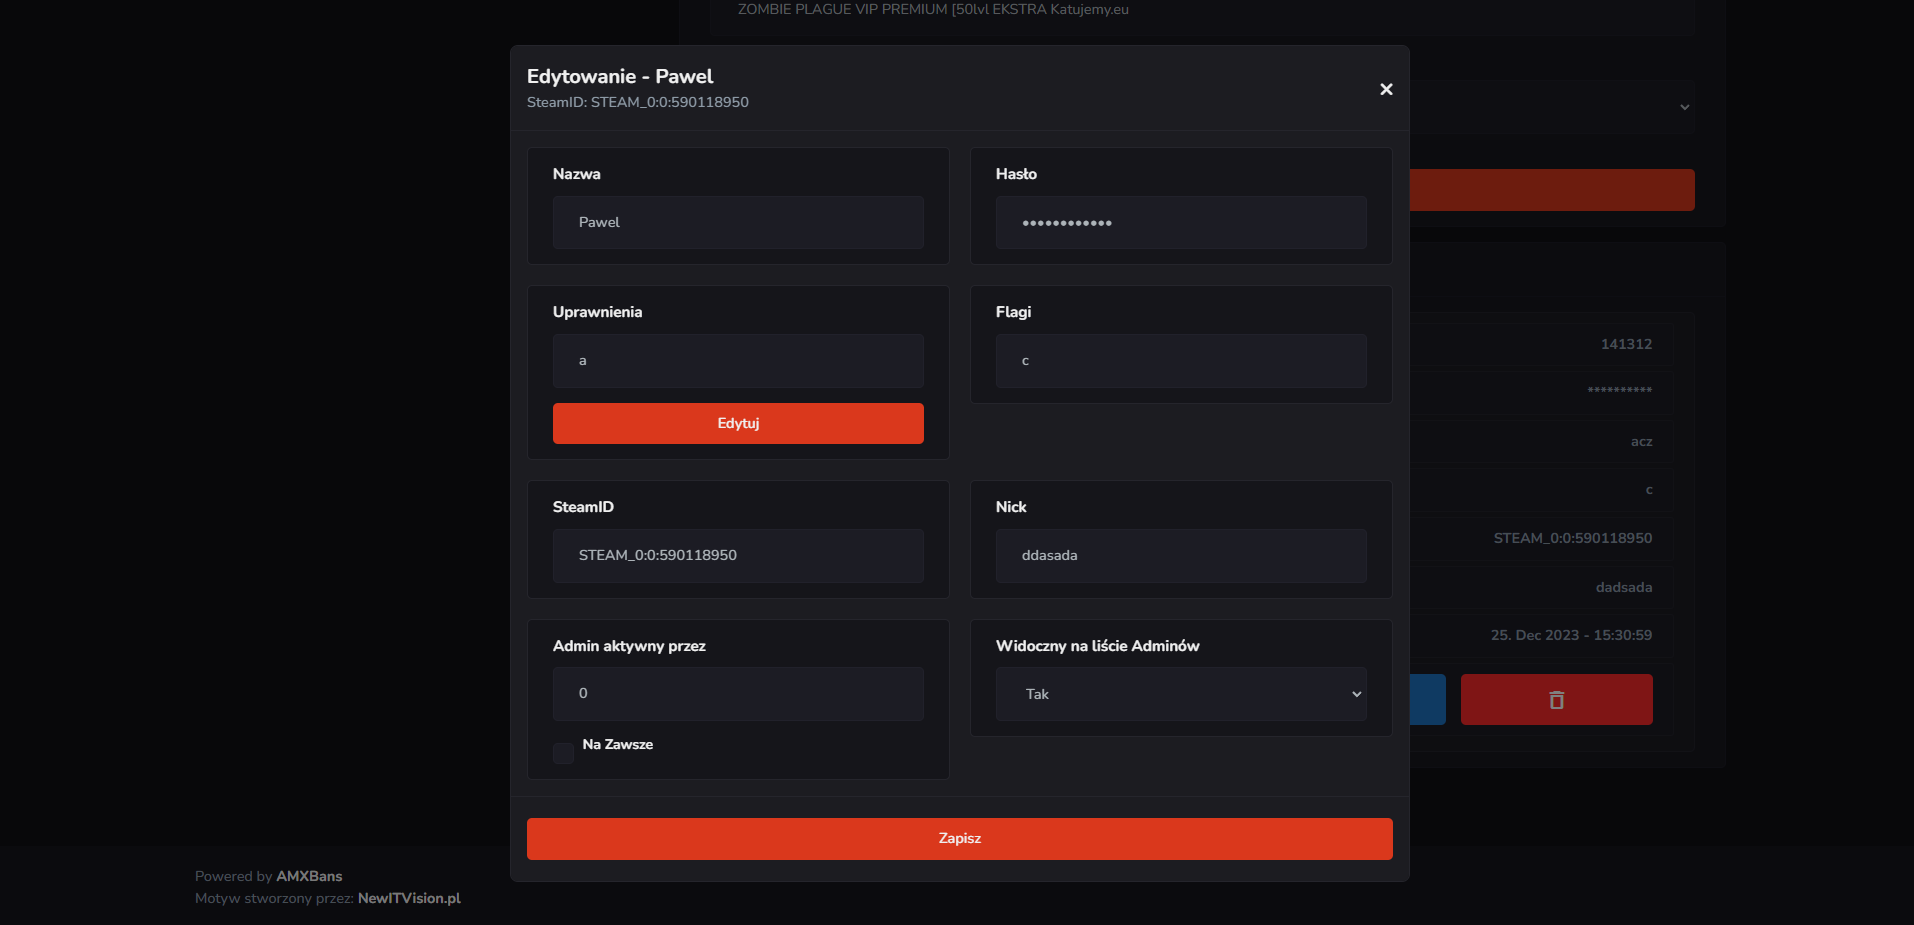 ZOMBIE PLAGUE VIP PREMIUM [50lvl EKSTRA Katujemy.eu
Edytowanie - Pawel
SteamID: STEAM_0:0:590118950
Nazwa
Pawel
Hasło
••••••••••••
Uprawnienia
a
Edytuj
Flagi
c
SteamID
STEAM_0:0:590118950
Nick
ddasada
Admin aktywny przez
0
Na Zawsze
Widoczny na liście Adminów
Tak
Zapisz
141312
**********
acz
c
STEAM_0:0:590118950
dadsada
25. Dec 2023 - 15:30:59
Powered by AMXBans
Motyw stworzony przez: NewITVision.pl